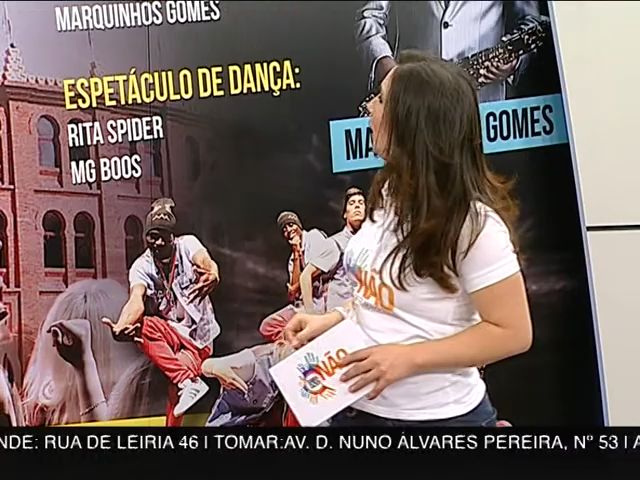 MARQUINHOS GOMES
ESPETÁCULO DE DANÇA:
RITA SPIDER
MG BOOS
GOMES
NÃO
NÃO
NDE: RUA DE LEIRIA 46 | TOMAR:AV. D. NUNO ÁLVARES PEREIRA, Nº 53 | A